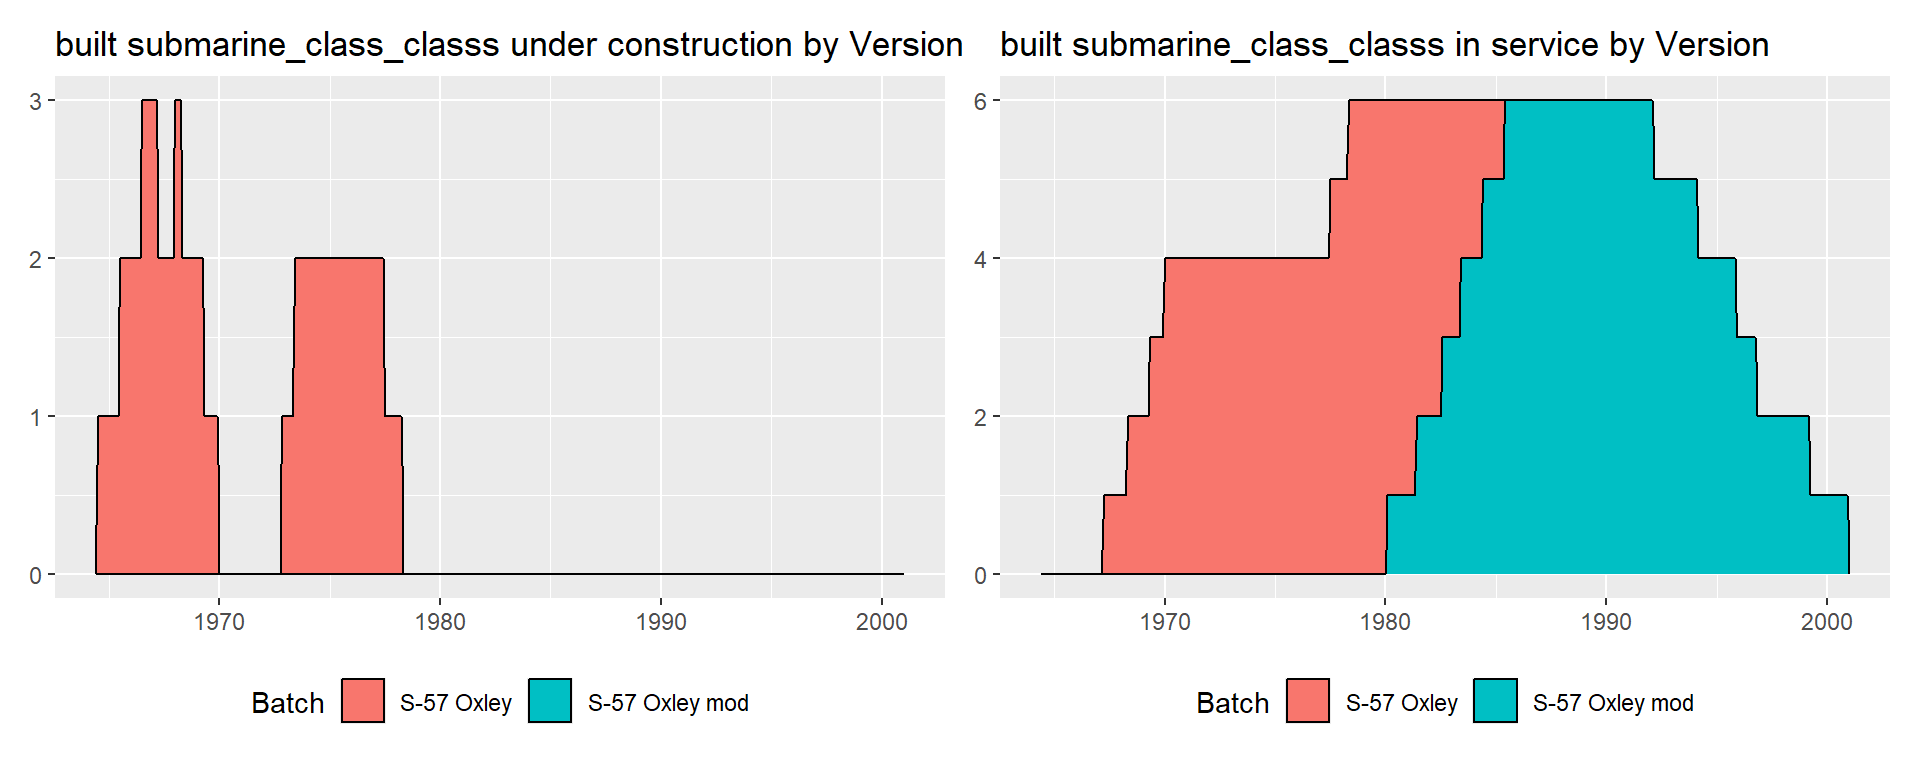 built submarine_class_classs under construction by Version
3
2
1
0
1970 1980 1990 2000
Batch S-57 Oxley S-57 Oxley mod
built submarine_class_classs in service by Version
6
4
2
0
1970 1980 1990 2000
Batch S-57 Oxley S-57 Oxley mod